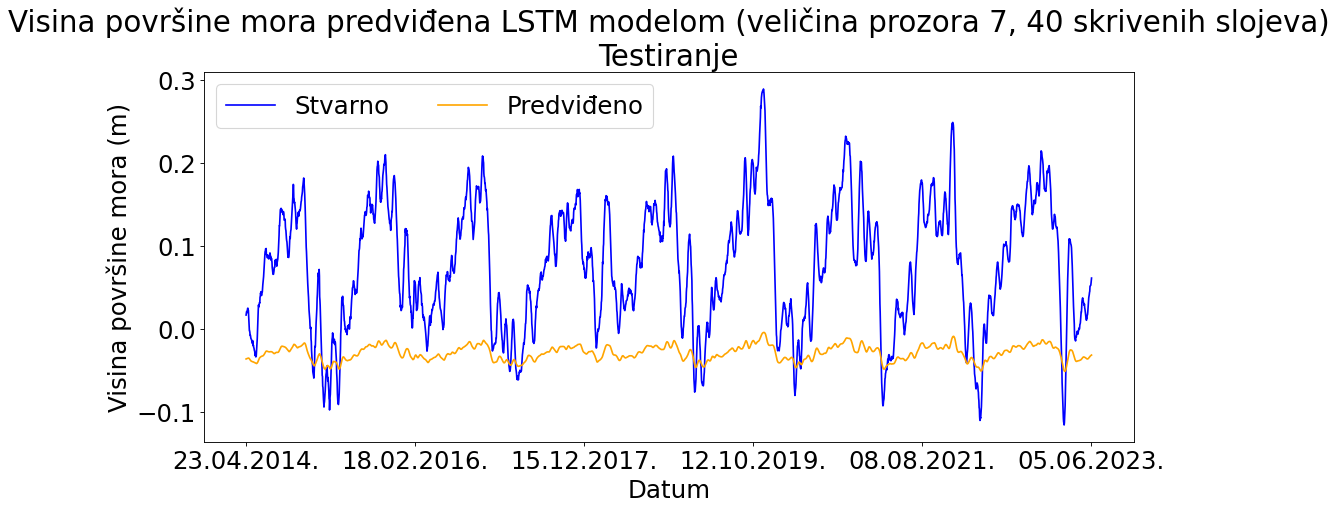 Visina površine mora predviđena LSTM modelom (veličina prozora 7, 40 skrivenih slojeva)
Testiranje
Stvarno Predviđeno
Visina površine mora (m)
0.3
0.2
0.1
0.0
−0.1
23.04.2014. 18.02.2016. 15.12.2017. 12.10.2019. 08.08.2021. 05.06.2023.
Datum